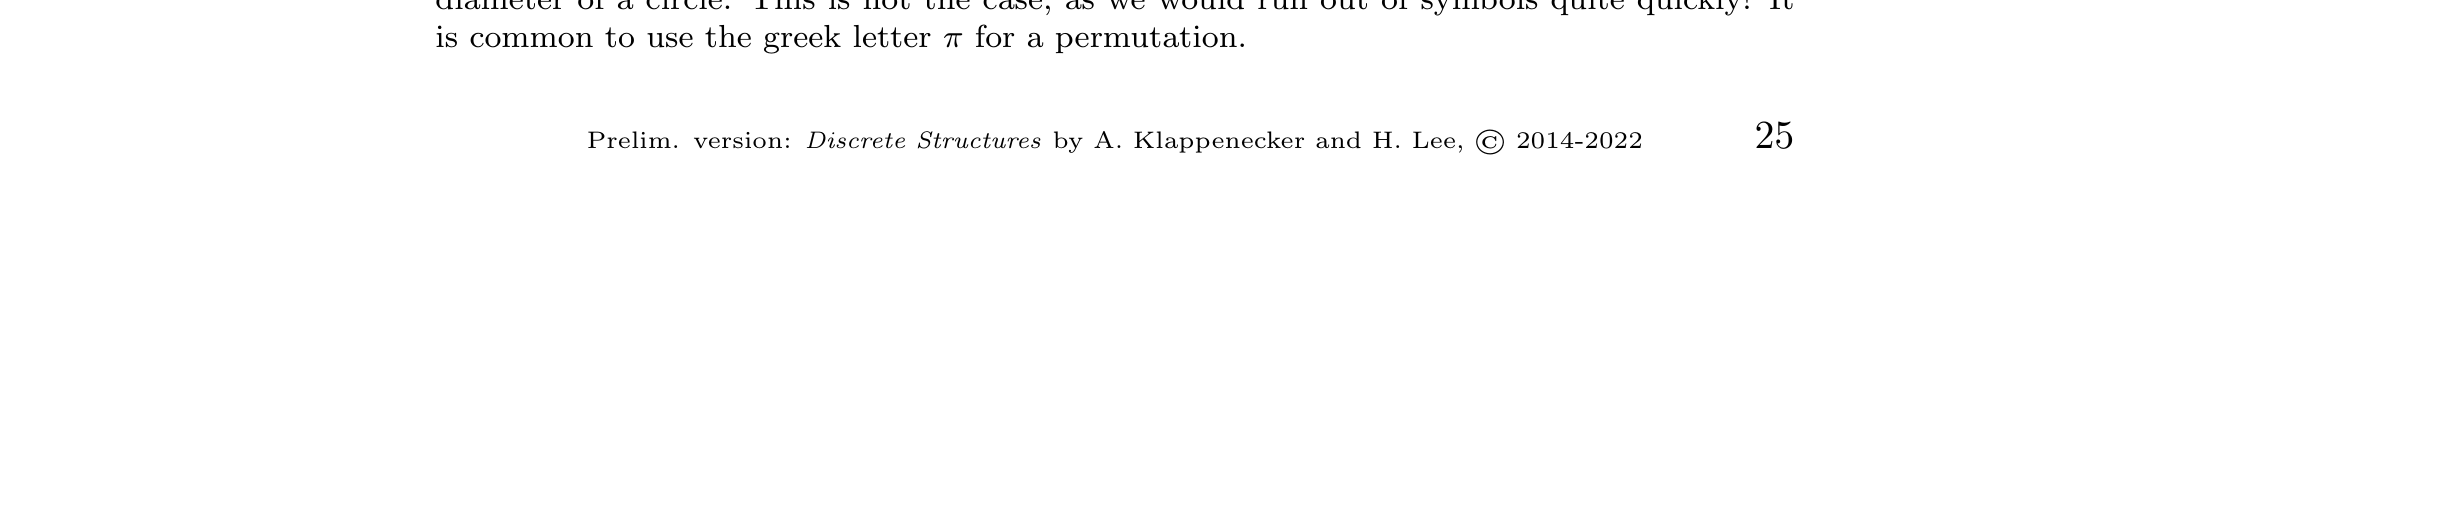 diameter of a circle. This is not the case, as we would run out of symbols quite quickly! It
is common to use the greek letter π for a permutation.
Prelim. version: Discrete Structures by A. Klappenecker and H. Lee, © 2014-2022 25